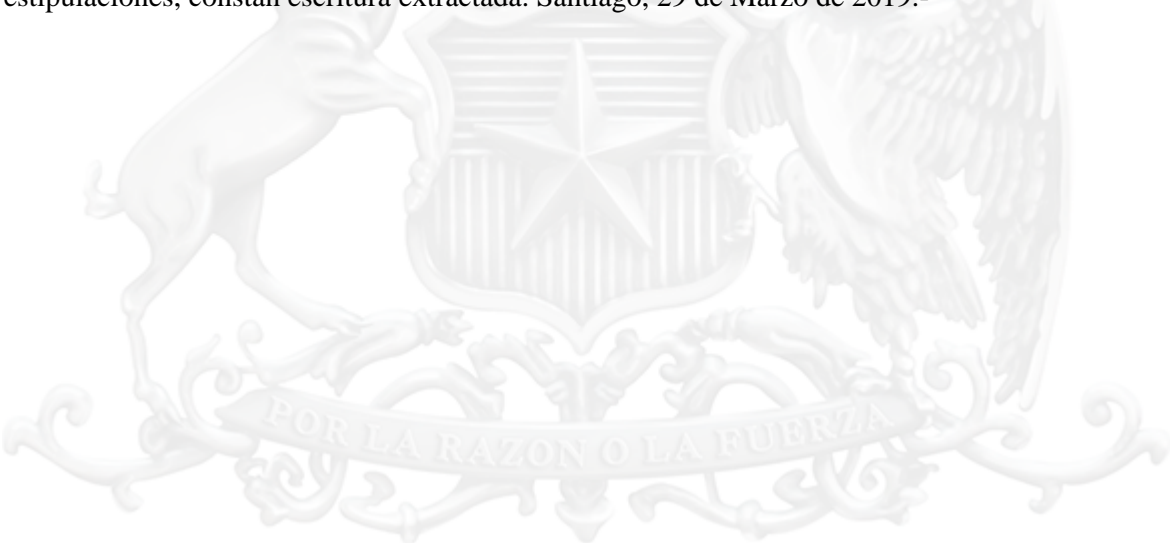 estipulaciones, constan escritura extractada. Santiago, 29 de Marzo de 2019.-
POR LA RAZON O LA FUERZA